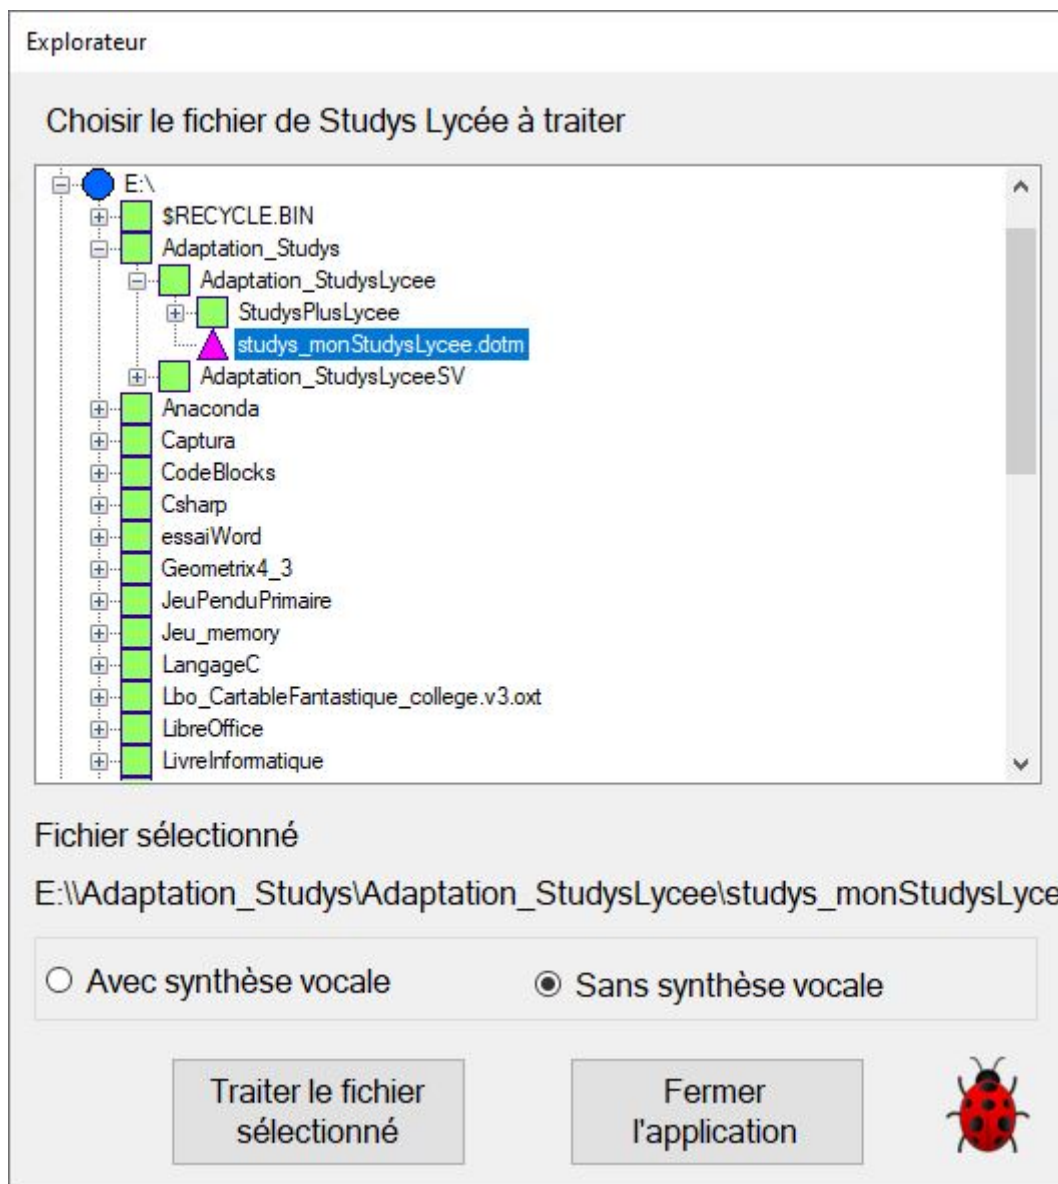 Explorateur
Choisir le fichier de Studys Lycée à traiter
E:\
$RECYCLE.BIN
Adaptation_Studys
Adaptation_StudysLycee
StudysPlusLycee
studys_monStudysLycee.dotm
Adaptation_StudysLyceeSV
Anaconda
Captura
CodeBlocks
Csharp
essaiWord
Geometrix4_3
JeuPenduPrimaire
Jeu_memory
LangageC
Lbo_CartableFantastique_college.v3.oxt
LibreOffice
LivreInformatique
Fichier sélectionné
E:\\Adaptation_Studys\Adaptation_StudysLycee\studys_monStudysLyce
Avec synthèse vocale
Sans synthèse vocale
Traiter le fichier
sélectionné
Fermer
l'application